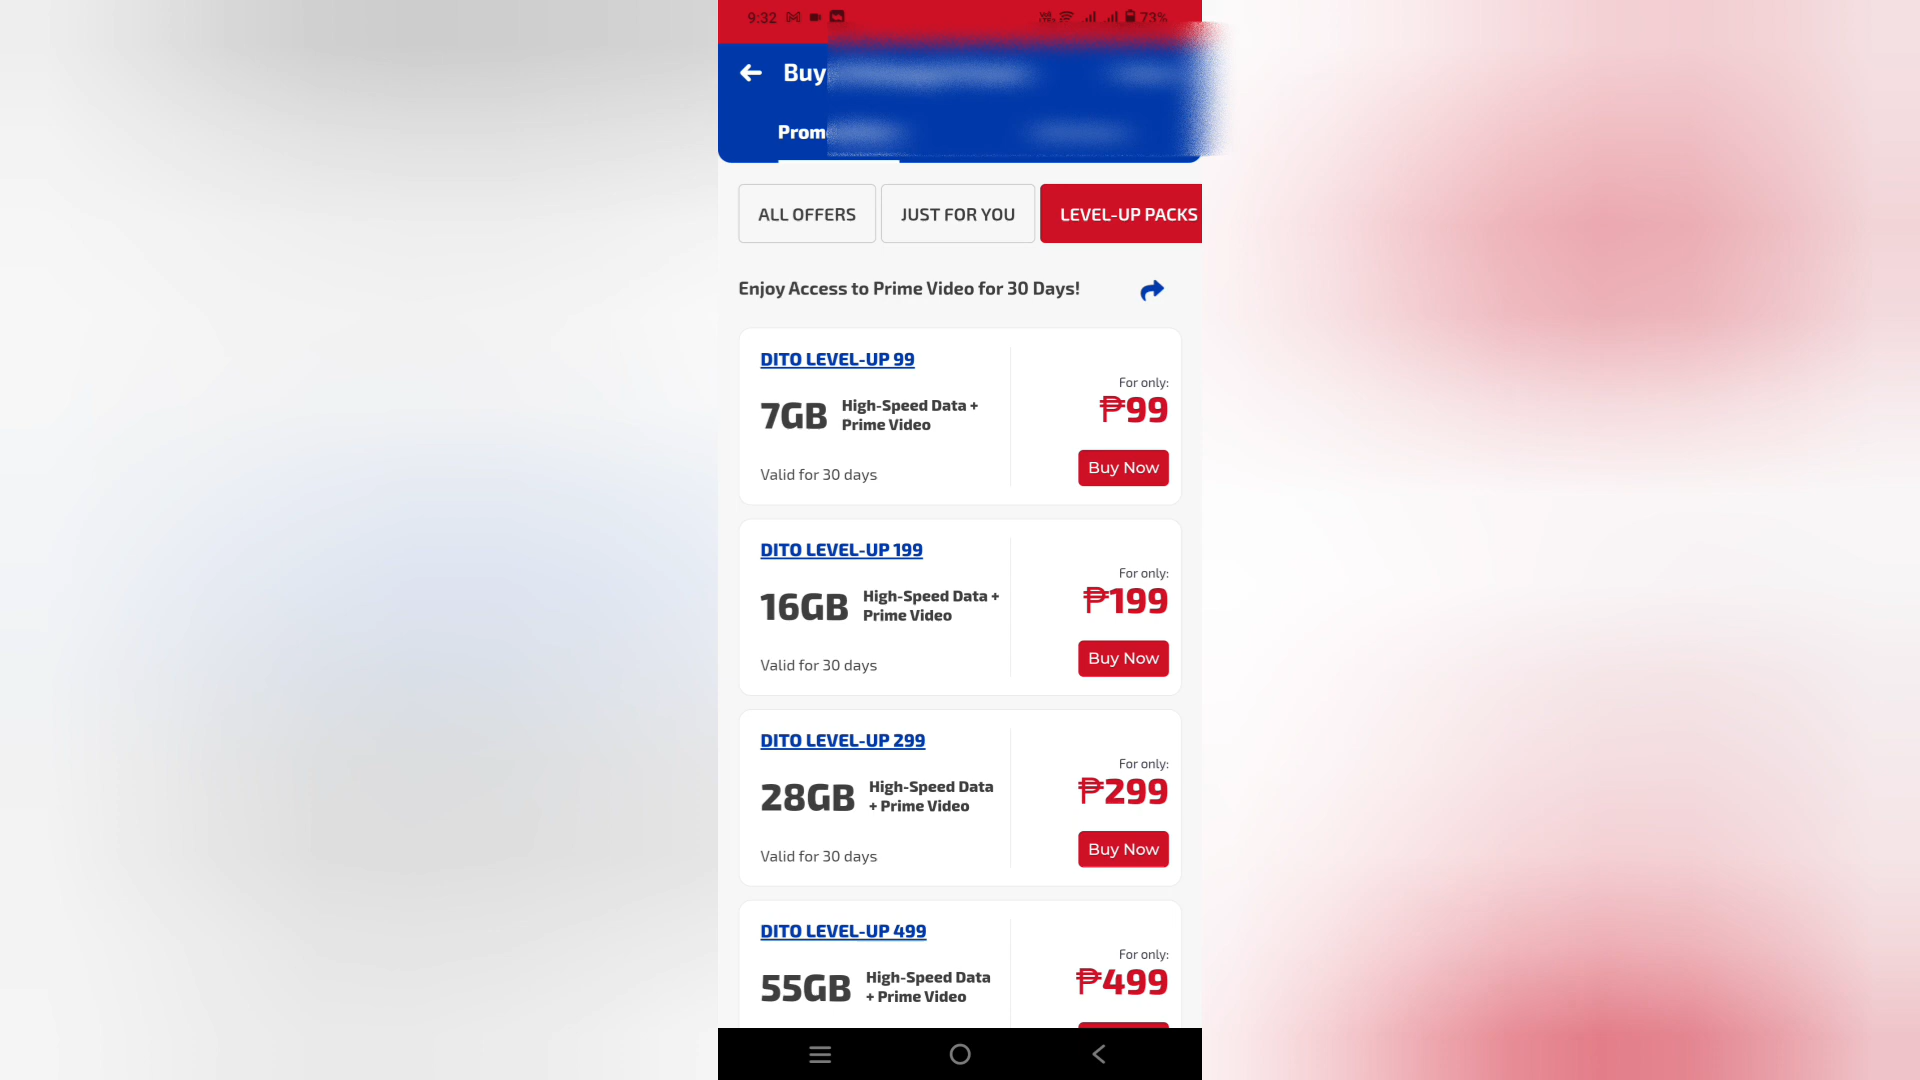 9:32 73%
Buy
Prom
ALL OFFERS JUST FOR YOU LEVEL-UP PACKS
Enjoy Access to Prime Video for 30 Days!
DITO LEVEL-UP 99
For only:
7GB High-Speed Data + ₱99
Prime Video
Buy Now
Valid for 30 days
DITO LEVEL-UP 199
For only:
16GB High-Speed Data + ₱199
Prime Video
Buy Now
Valid for 30 days
DITO LEVEL-UP 299
For only:
28GB High-Speed Data ₱299
+ Prime Video
Buy Now
Valid for 30 days
DITO LEVEL-UP 499
For only:
55GB High-Speed Data ₱499
+ Prime Video